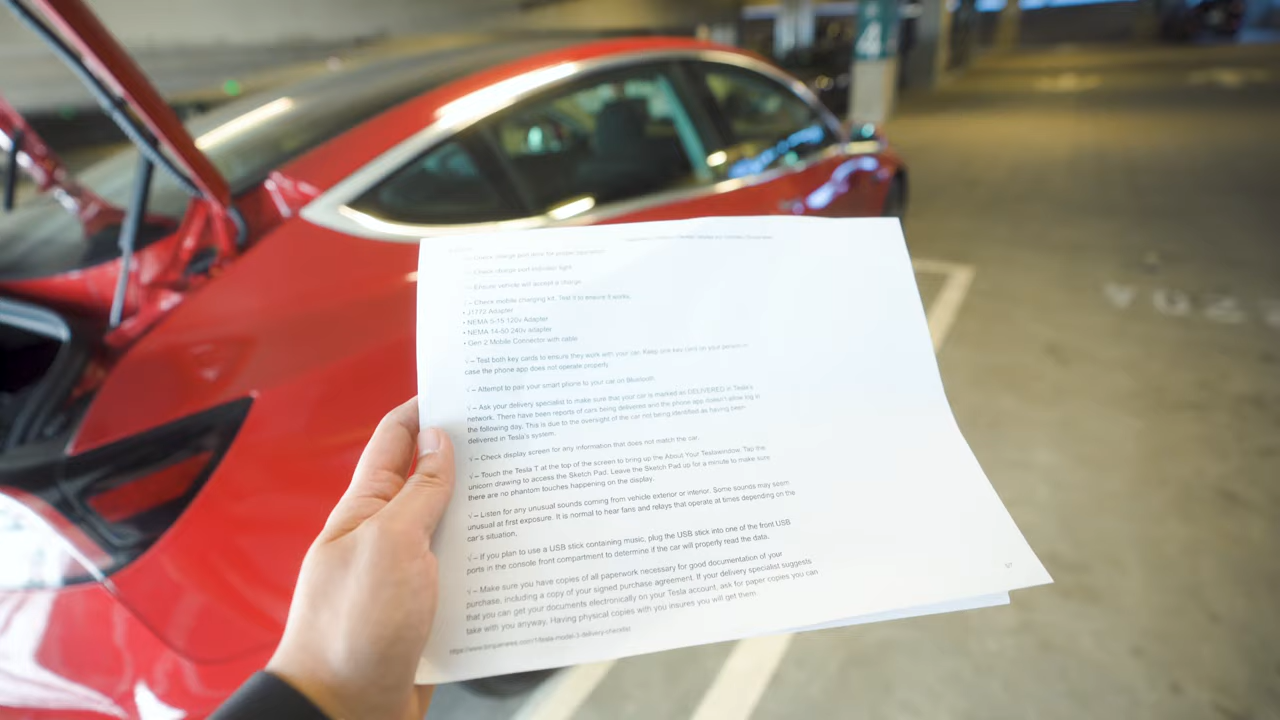 4
√ – Check charge port door for proper operation.
√ – Check charge port indicator light.
√ – Ensure vehicle will accept a charge.
√ – Check mobile charging kit. Test it to ensure it works.
• J1772 Adapter
• NEMA 5-15 120v Adapter
• NEMA 14-50 240v adapter
• Gen 2 Mobile Connector with cable
√ – Test both key cards to ensure they work with your car. Keep one key card on your person in
case the phone app does not operate properly.
√ – Attempt to pair your smart phone to your car on Bluetooth.
√ – Ask your delivery specialist to make sure that your car is marked as DELIVERED in Tesla's
network. There have been reports of cars being delivered and the phone app doesn't allow log in
the following day. This is due to the oversight of the car not being identified as having been
delivered in Tesla's system.
√ – Check display screen for any information that does not match the car.
√ – Touch the Tesla T at the top of the screen to bring up the About Your Teslawindow. Tap the
unicorn drawing to access the Sketch Pad. Leave the Sketch Pad up for a minute to make sure
there are no phantom touches happening on the display.
√ – Listen for any unusual sounds coming from vehicle exterior or interior. Some sounds may seem
unusual at first exposure. It is normal to hear fans and relays that operate at times depending on the
car's situation.
√ – If you plan to use a USB stick containing music, plug the USB stick into one of the front USB
ports in the console front compartment to determine if the car will properly read the data.
√ – Make sure you have copies of all paperwork necessary for good documentation of your
purchase, including a copy of your signed purchase agreement. If your delivery specialist suggests
that you can get your documents electronically on your Tesla account, ask for paper copies you can
take with you anyway. Having physical copies with you insures you will get them.